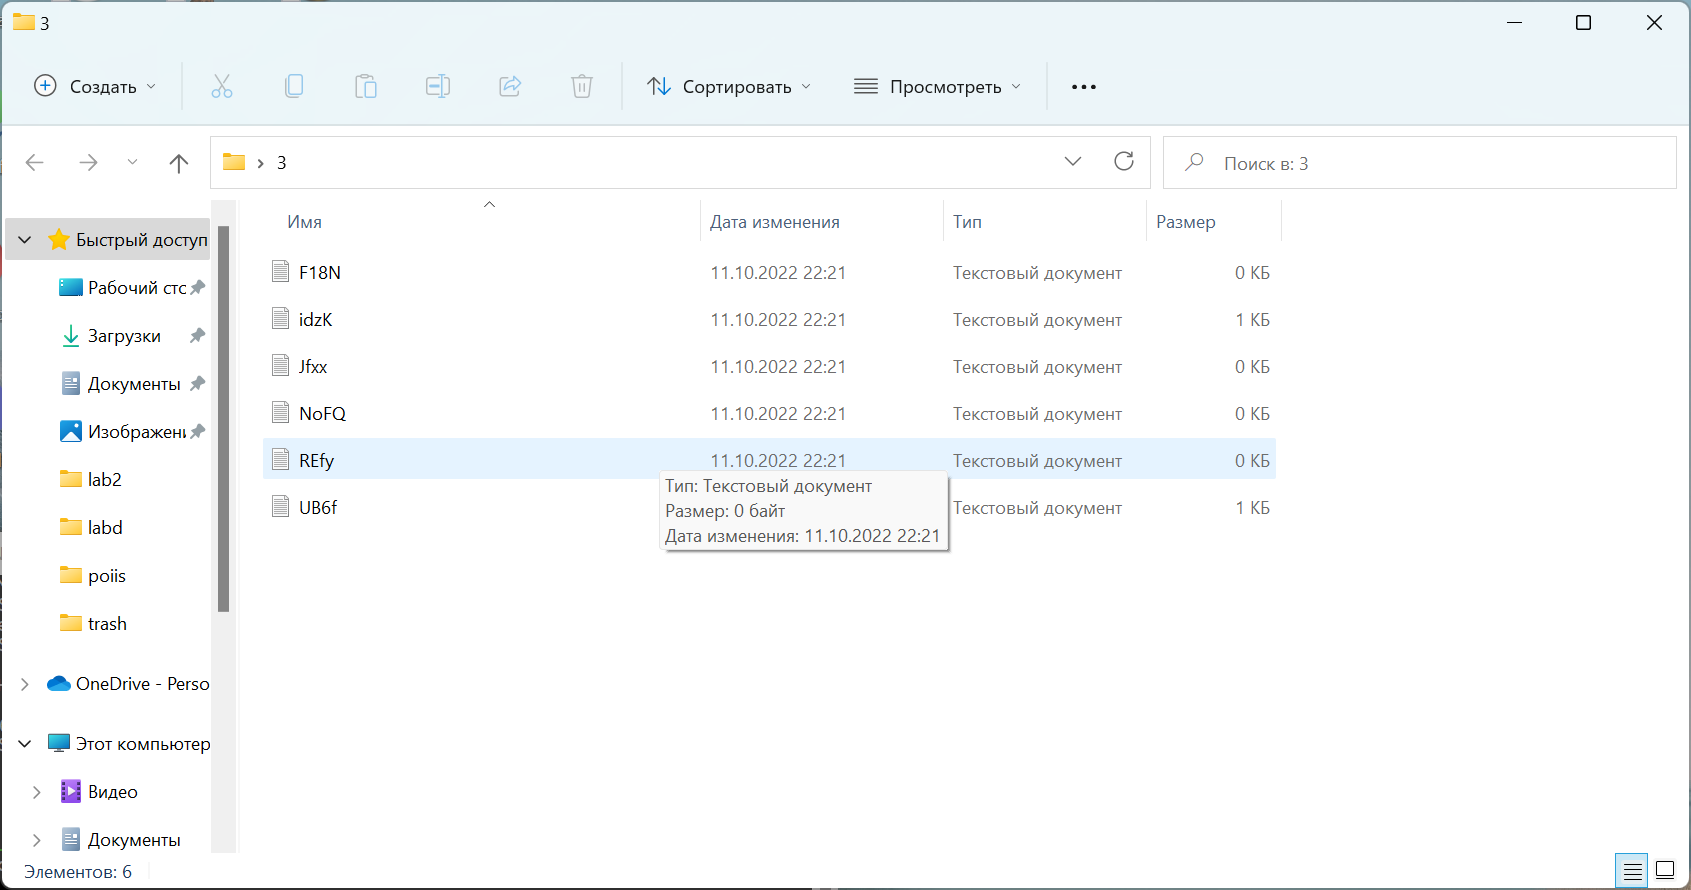 3
Создать
Сортировать
Просмотреть
3
Поиск в: 3
Имя
Дата изменения
Тип
Размер
F18N 11.10.2022 22:21 Текстовый документ 0 КБ
idzK 11.10.2022 22:21 Текстовый документ 1 КБ
Jfxx 11.10.2022 22:21 Текстовый документ 0 КБ
NoFQ 11.10.2022 22:21 Текстовый документ 0 КБ
REfy 11.10.2022 22:21 Текстовый документ 0 КБ
UB6f Текстовый документ 1 КБ
Тип: Текстовый документ
Размер: 0 байт
Дата изменения: 11.10.2022 22:21
Быстрый доступ
Рабочий стс
Загрузки
Документы
Изображени
lab2
labd
poiis
trash
OneDrive - Perso
Этот компьютер
Видео
Документы
Элементов: 6